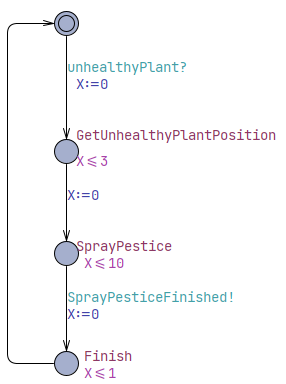 unhealthyPlant?
X:=0
GetUnhealthyPlantPosition
X<=3
X:=0
SprayPestice
X<=10
SprayPesticeFinished!
X:=0
Finish
X<=1